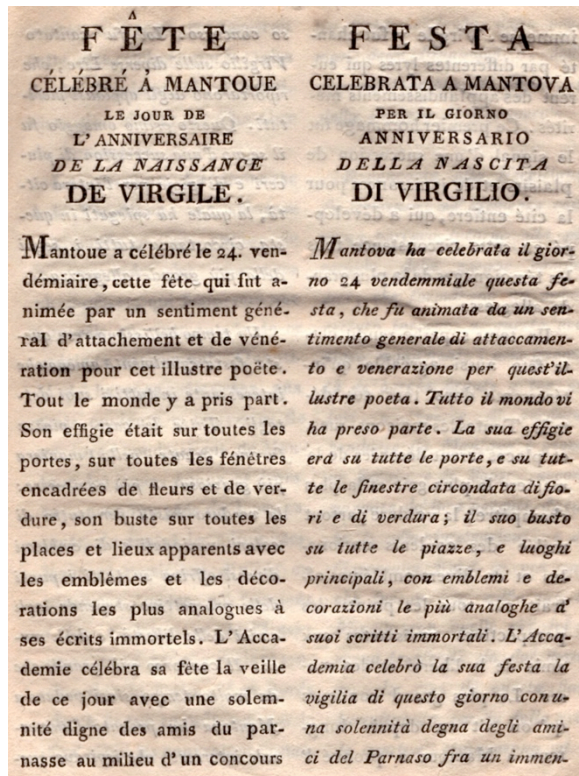 FÊTE
CÉLÉBRÉ À MANTOUE
LE JOUR DE
L'ANNIVERSAIRE
DE LA NAISSANCE
DE VIRGILE.
Mantoue a célébré le 24. ven-
démiaire, cette fête qui fut a-
nimée par un sentiment géné-
ral d'attachement et de véné-
ration pour cet illustre poëte.
Tout le monde y a pris part.
Son effigie était sur toutes les
portes, sur toutes les fénêtres
encadrées de fleurs et de ver-
dure, son buste sur toutes les
places et lieux apparents avec
les emblêmes et les déco-
rations les plus analogues à
ses écrits immortels. L'Acca-
demie célébra sa fête la veille
de ce jour avec une solem-
nité digne des amis du par-
nasse au milieu d'un concours
FESTA
CELEBRATA A MANTOVA
PER IL GIORNO
ANNIVERSARIO
DELLA NASCITA
DI VIRGILIO.
Mantova ha celebrata il gior-
no 24 vendemmiale questa fe-
sta, che fu animata da un sen-
timento generale di attaccamen-
to e venerazione per quest'il-
lustre poeta. Tutto il mondo vi
ha preso parte. La sua effigie
era su tutte le porte, e su tut-
te le finestre circondata di fio-
ri e di verdura; il suo busto
su tutte le piazze, e luoghi
principali, con emblemi e de-
corazioni le più analoghe a'
suoi scritti immortali. L'Acca-
demia celebrò la sua festa la
vigilia di questo giorno con u-
na solennità degna degli ami-
ci del Parnaso fra un immen-